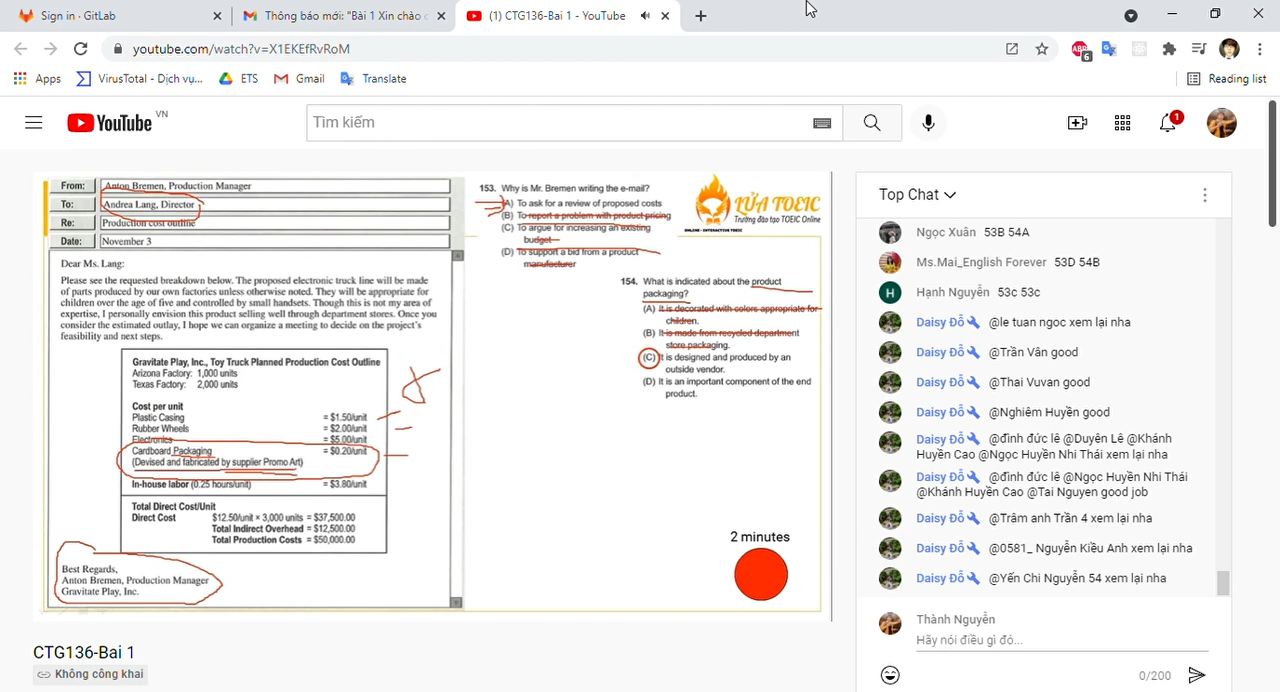 Sign in · GitLab
Thông báo mới: "Bài 1 Xin chào c
(1) CTG136-Bai 1 - YouTube
youtube.com/watch?v=X1EKEfRvRoM
ABP
6
Apps
VirusTotal - Dịch vụ...
ETS
Gmail
Translate
Reading list
YouTube VN
Tìm kiếm
1
From: Anton Bremen, Production Manager
To: Andrea Lang, Director
Re: Production cost outline
Date: November 3
Dear Ms. Lang:
Please see the requested breakdown below. The proposed electronic truck line will be made
of parts produced by our own factories unless otherwise noted. They will be appropriate for
children over the age of five and controlled by small handsets. Though this is not my area of
expertise, I personally envision this product selling well through department stores. Once you
consider the estimated outlay, I hope we can organize a meeting to decide on the project's
feasibility and next steps.
Gravitate Play, Inc., Toy Truck Planned Production Cost Outline
Arizona Factory: 1,000 units
Texas Factory: 2,000 units
Cost per unit
Plastic Casing = $1.50/unit
Rubber Wheels = $2.00/unit
Electronics = $5.00/unit
Cardboard Packaging = $0.20/unit
(Devised and fabricated by supplier Promo Art)
In-house labor (0.25 hours/unit) = $3.80/unit
Total Direct Cost/Unit
Direct Cost $12.50/unit × 3,000 units = $37,500.00
Total Indirect Overhead = $12,500.00
Total Production Costs = $50,000.00
Best Regards,
Anton Bremen, Production Manager
Gravitate Play, Inc.
153. Why is Mr. Bremen writing the e-mail?
(A) To ask for a review of proposed costs
(B) To report a problem with product pricing
(C) To argue for increasing an existing
budget
(D) To support a bid from a product
manufacturer
LỬA TOEIC
Trường đào tạo TOEIC Online
ONLINE - INTERACTIVE TOEIC
154. What is indicated about the product
packaging?
(A) It is decorated with colors appropriate for
children.
(B) It is made from recycled department
store packaging.
(C) It is designed and produced by an
outside vendor.
(D) It is an important component of the end
product.
2 minutes
CTG136-Bai 1
Không công khai
Top Chat
Ngọc Xuân 53B 54A
Ms.Mai_English Forever 53D 54B
H
Hạnh Nguyễn 53c 53c
Daisy Đỗ @le tuan ngoc xem lại nha
Daisy Đỗ @Trần Vân good
Daisy Đỗ @Thai Vuvan good
Daisy Đỗ @Nghiêm Huyền good
Daisy Đỗ @đình đức lê @Duyên Lê @Khánh
Huyền Cao @Ngọc Huyền Nhi Thái xem lại nha
Daisy Đỗ @đình đức lê @Ngọc Huyền Nhi Thái
@Khánh Huyền Cao @Tai Nguyen good job
Daisy Đỗ @Trâm anh Trần 4 xem lại nha
Daisy Đỗ @0581_ Nguyễn Kiều Anh xem lại nha
Daisy Đỗ @Yến Chi Nguyễn 54 xem lại nha
Thành Nguyễn
Hãy nói điều gì đó...
0/200